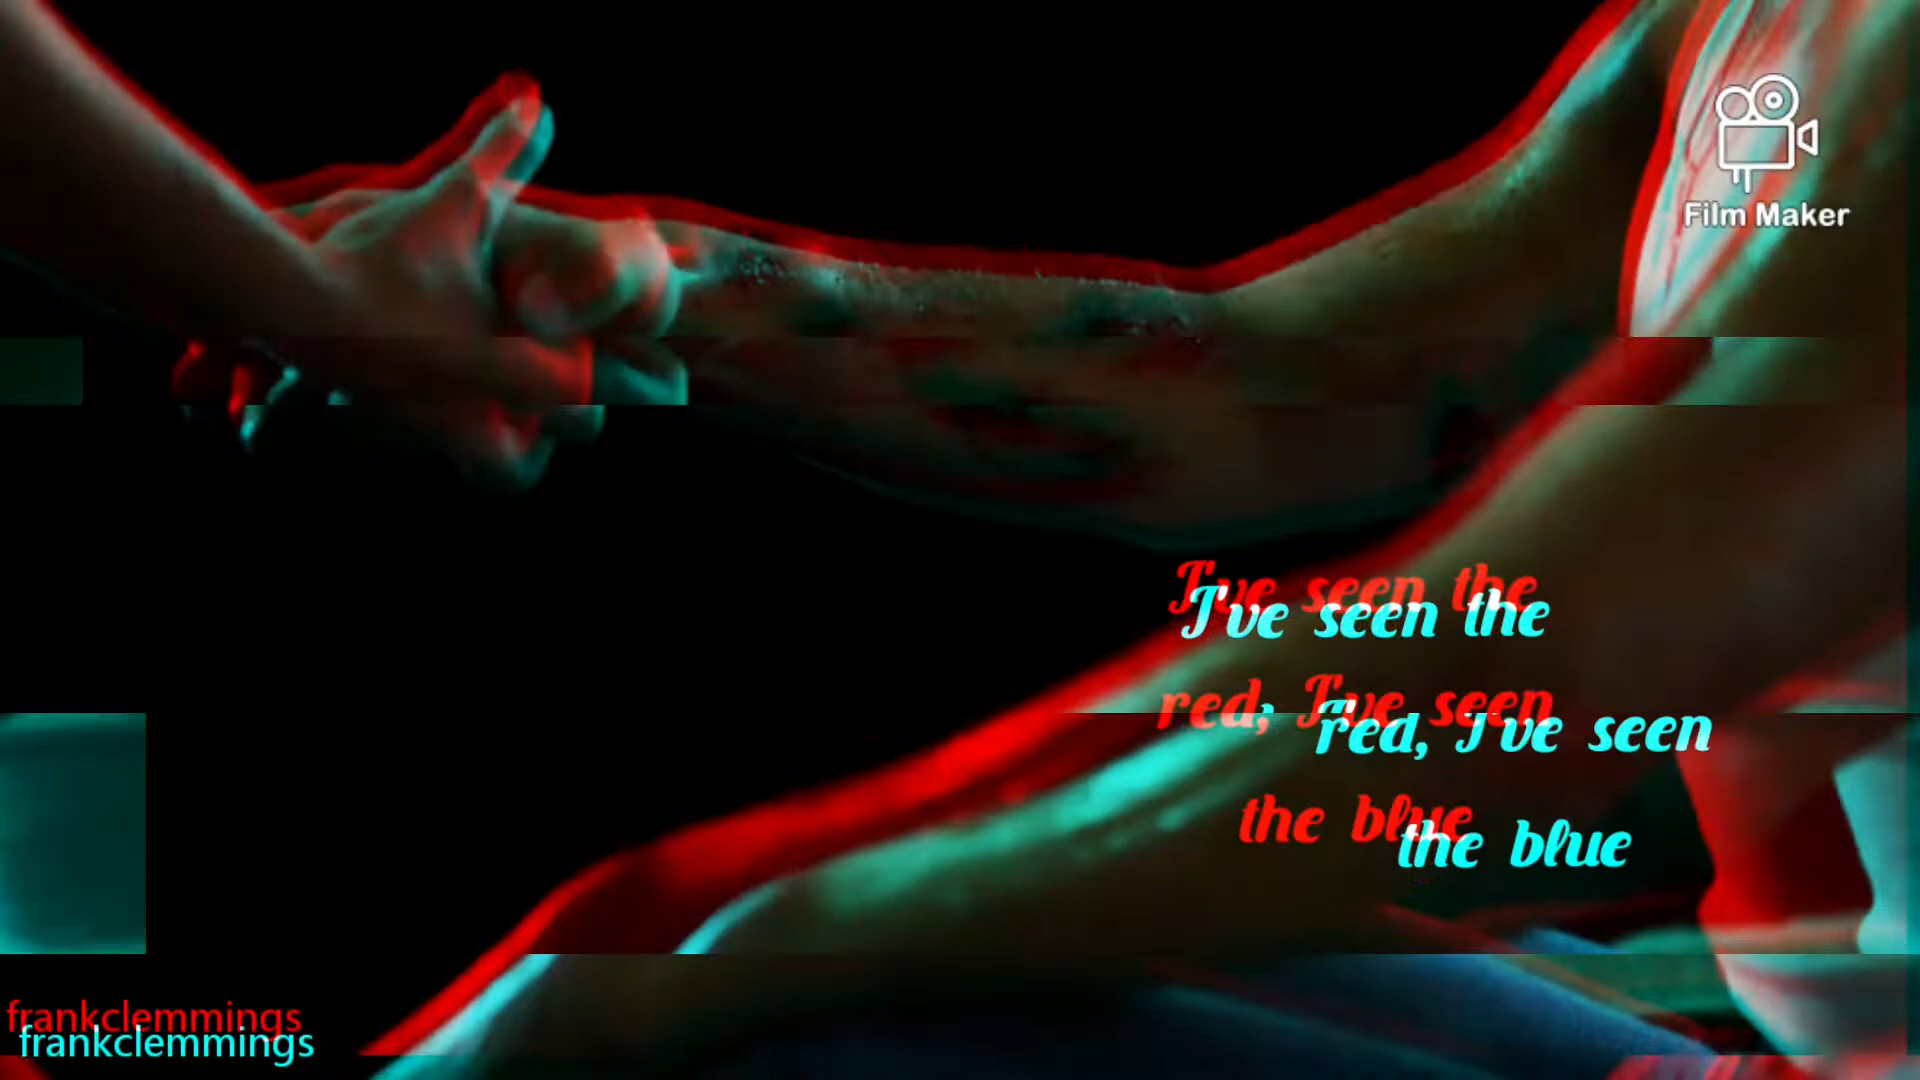 Film Maker
I've seen the
red, I've seen
the blue
frankclemmings